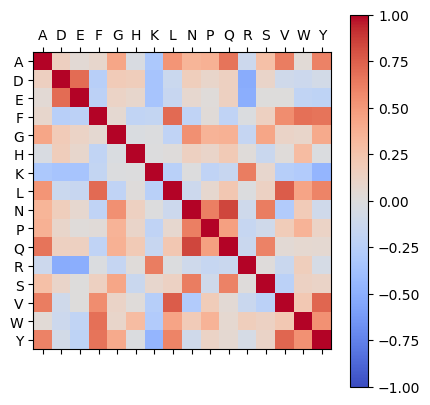 A D E F G H K L N P Q R S V W Y
A
D
E
F
G
H
K
L
N
P
Q
R
S
V
W
Y
1.00
0.75
0.50
0.25
0.00
−0.25
−0.50
−0.75
−1.00